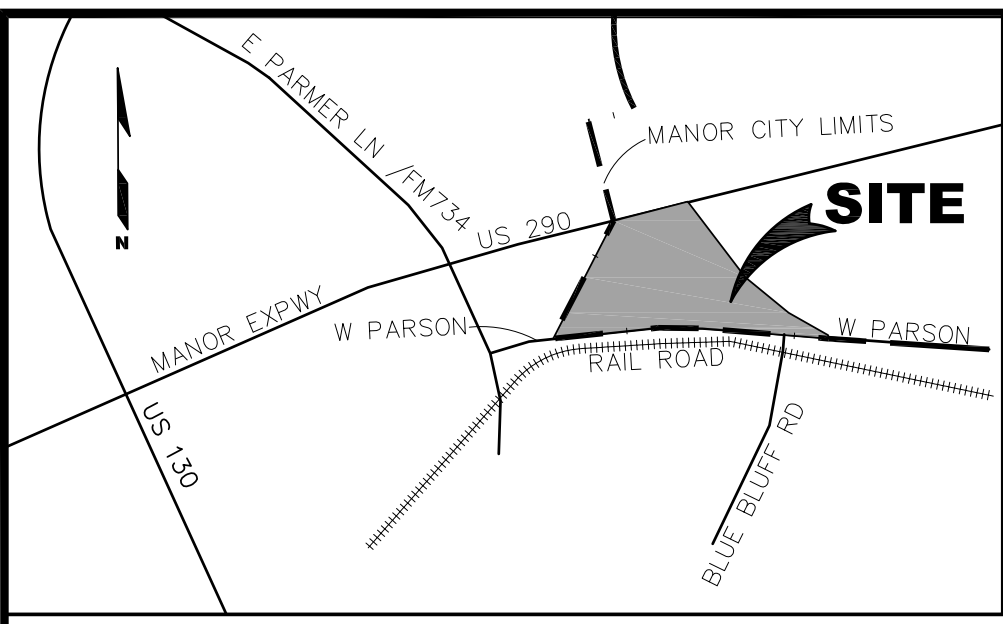 E PARMER LN /FM734
MANOR CITY LIMITS
SITE
US 290
N
MANOR EXPWY
W PARSON
W PARSON
RAIL ROAD
US 130
BLUE BLUFF RD